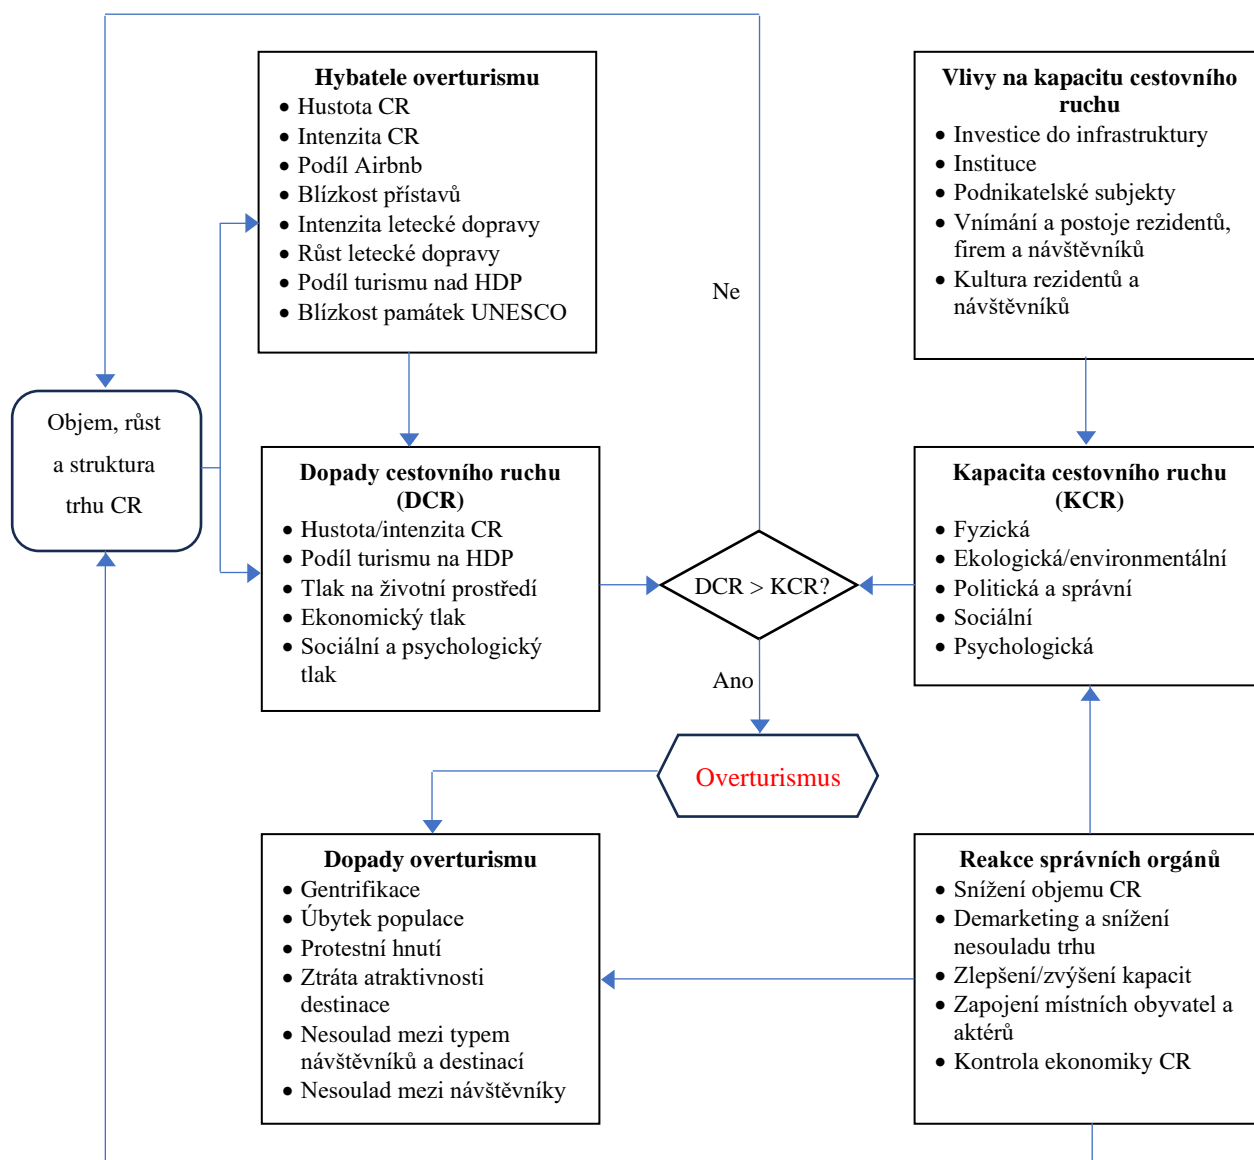 Hybatele overturismu
• Hustota CR
• Intenzita CR
• Podíl Airbnb
• Blízkost přístavů
• Intenzita letecké dopravy
• Růst letecké dopravy
• Podíl turismu nad HDP
• Blízkost památek UNESCO
Vlivy na kapacitu cestovního
ruchu
• Investice do infrastruktury
• Instituce
• Podnikatelské subjekty
• Vnímání a postoje rezidentů,
firem a návštěvníků
• Kultura rezidentů a
návštěvníků
Ne
Objem, růst
a struktura
trhu CR
Dopady cestovního ruchu
(DCR)
• Hustota/intenzita CR
• Podíl turismu na HDP
• Tlak na životní prostředí
• Ekonomický tlak
• Sociální a psychologický
tlak
DCR > KCR?
Kapacita cestovního ruchu
(KCR)
• Fyzická
• Ekologická/environmentální
• Politická a správní
• Sociální
• Psychologická
Ano
Overturismus
Dopady overturismu
• Gentrifikace
• Úbytek populace
• Protestní hnutí
• Ztráta atraktivnosti
destinace
• Nesoulad mezi typem
návštěvníků a destinací
• Nesoulad mezi návštěvníky
Reakce správních orgánů
• Snížení objemu CR
• Demarketing a snížení
nesouladu trhu
• Zlepšení/zvýšení kapacit
• Zapojení místních obyvatel a
aktérů
• Kontrola ekonomiky CR